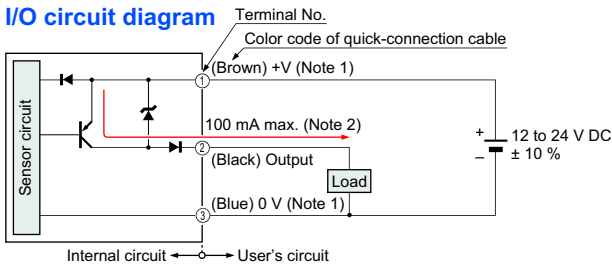 I/O circuit diagram
Terminal No.
Color code of quick-connection cable
① (Brown) +V (Note 1)
Sensor circuit
100 mA max. (Note 2)
②
(Black) Output
+ 12 to 24 V DC
– ± 10 %
Load
③ (Blue) 0 V (Note 1)
Internal circuit User's circuit